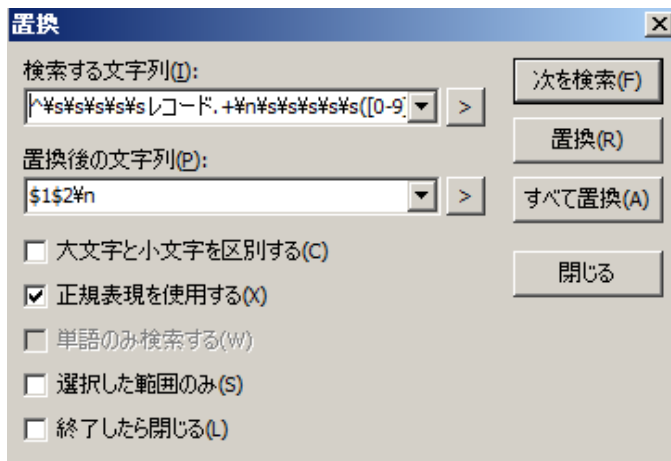 置換
検索する文字列(I):
^¥s¥s¥s¥s¥sレコード.+¥n¥s¥s¥s¥s¥s([0-9]
>
次を検索(F)
置換(R)
置換後の文字列(P):
$1$2¥n
>
すべて置換(A)
大文字と小文字を区別する(C)
閉じる
正規表現を使用する(X)
単語のみ検索する(W)
選択した範囲のみ(S)
終了したら閉じる(L)